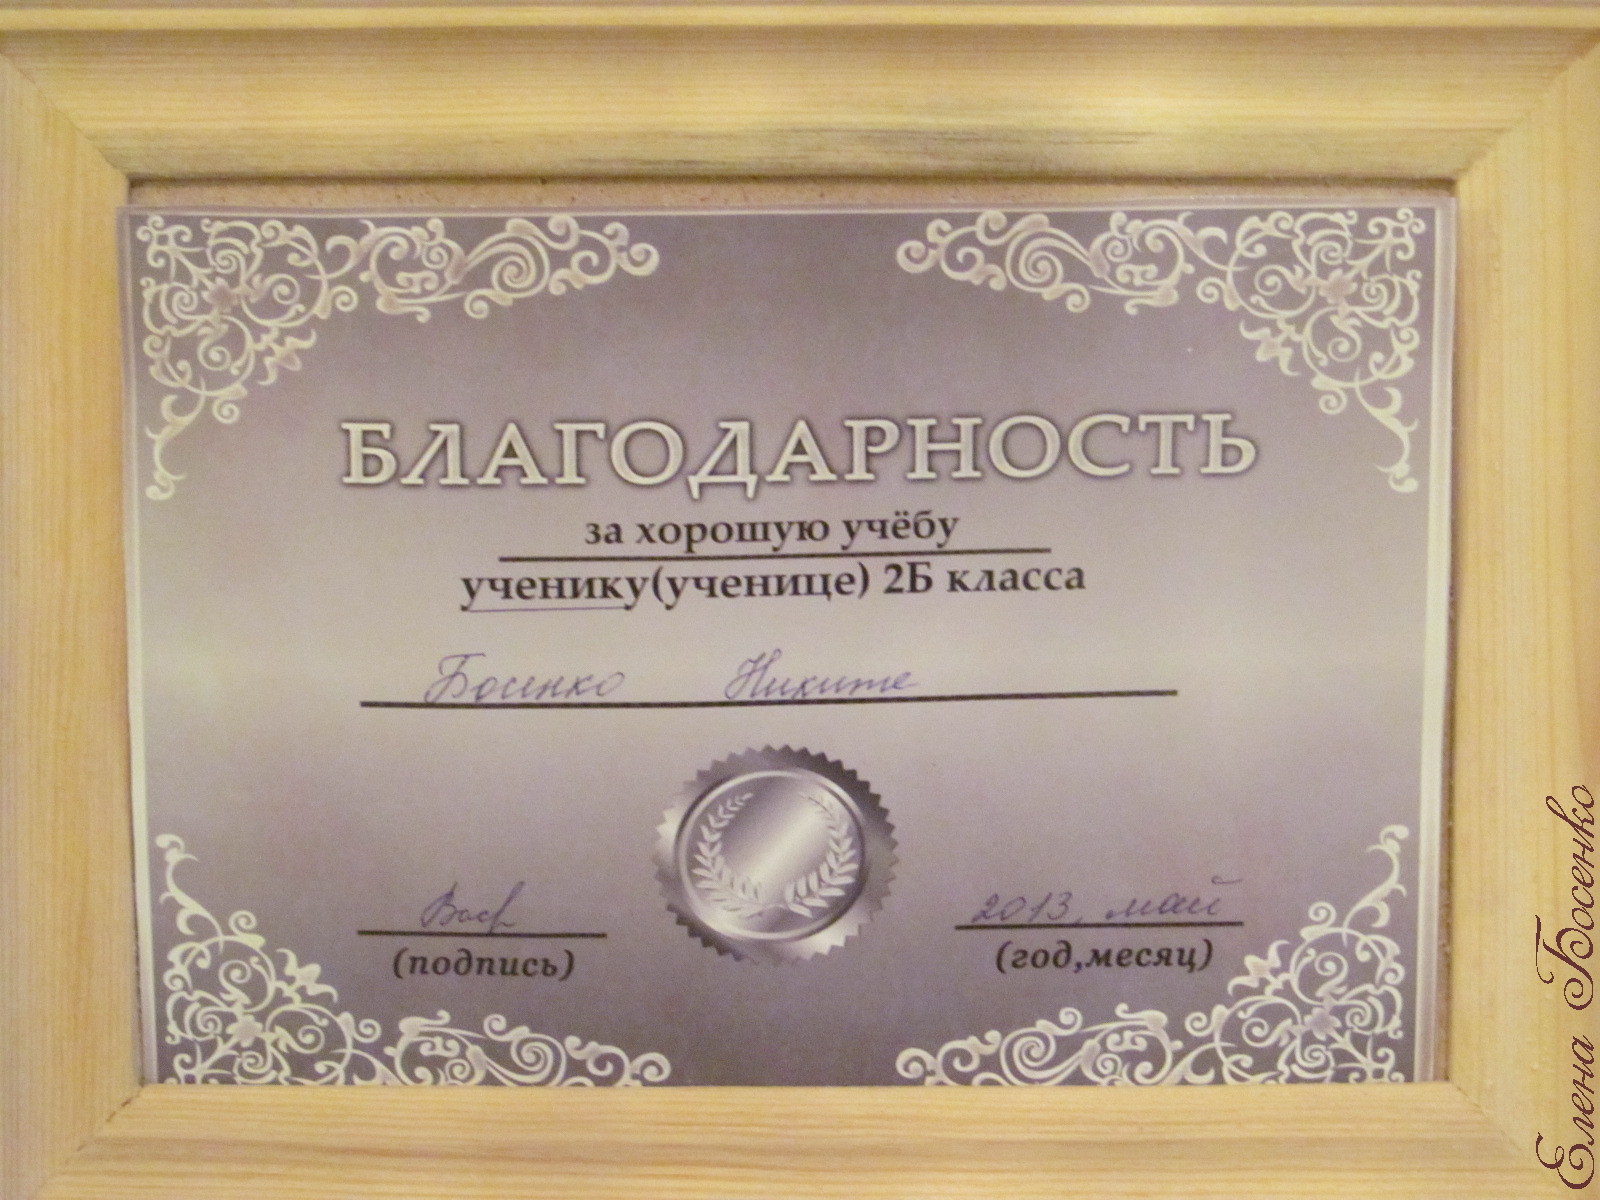 БЛАГОДАРНОСТЬ
за хорошую учёбу
ученику(ученице) 2Б класса
Босенко Никите
2013, май
(подпись)
(год,месяц)
Елена Босенко